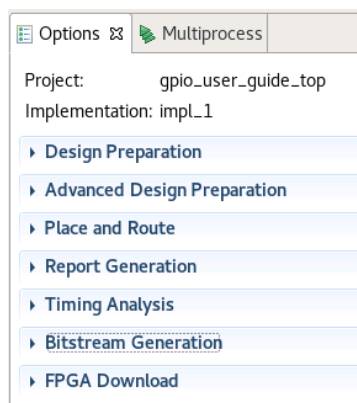 Options Multiprocess
Project: gpio_user_guide_top
Implementation: impl_1
Design Preparation
Advanced Design Preparation
Place and Route
Report Generation
Timing Analysis
Bitstream Generation
FPGA Download